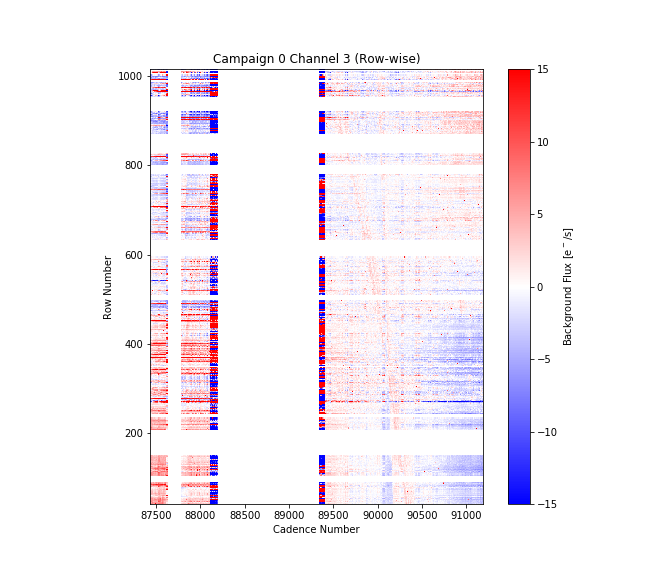 Campaign 0 Channel 3 (Row-wise)
1000
800
600
400
200
Row Number
87500 88000 88500 89000 89500 90000 90500 91000
Cadence Number
15
10
5
0
−5
−10
−15
Background Flux [e⁻/s]